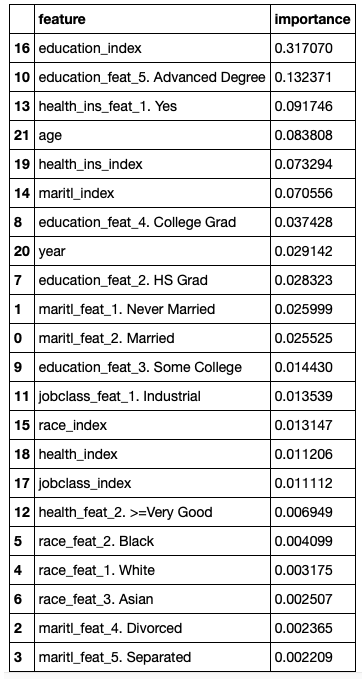 feature importance
16 education_index 0.317070
10 education_feat_5. Advanced Degree 0.132371
13 health_ins_feat_1. Yes 0.091746
21 age 0.083808
19 health_ins_index 0.073294
14 maritl_index 0.070556
8 education_feat_4. College Grad 0.037428
20 year 0.029142
7 education_feat_2. HS Grad 0.028323
1 maritl_feat_1. Never Married 0.025999
0 maritl_feat_2. Married 0.025525
9 education_feat_3. Some College 0.014430
11 jobclass_feat_1. Industrial 0.013539
15 race_index 0.013147
18 health_index 0.011206
17 jobclass_index 0.011112
12 health_feat_2. >=Very Good 0.006949
5 race_feat_2. Black 0.004099
4 race_feat_1. White 0.003175
6 race_feat_3. Asian 0.002507
2 maritl_feat_4. Divorced 0.002365
3 maritl_feat_5. Separated 0.002209